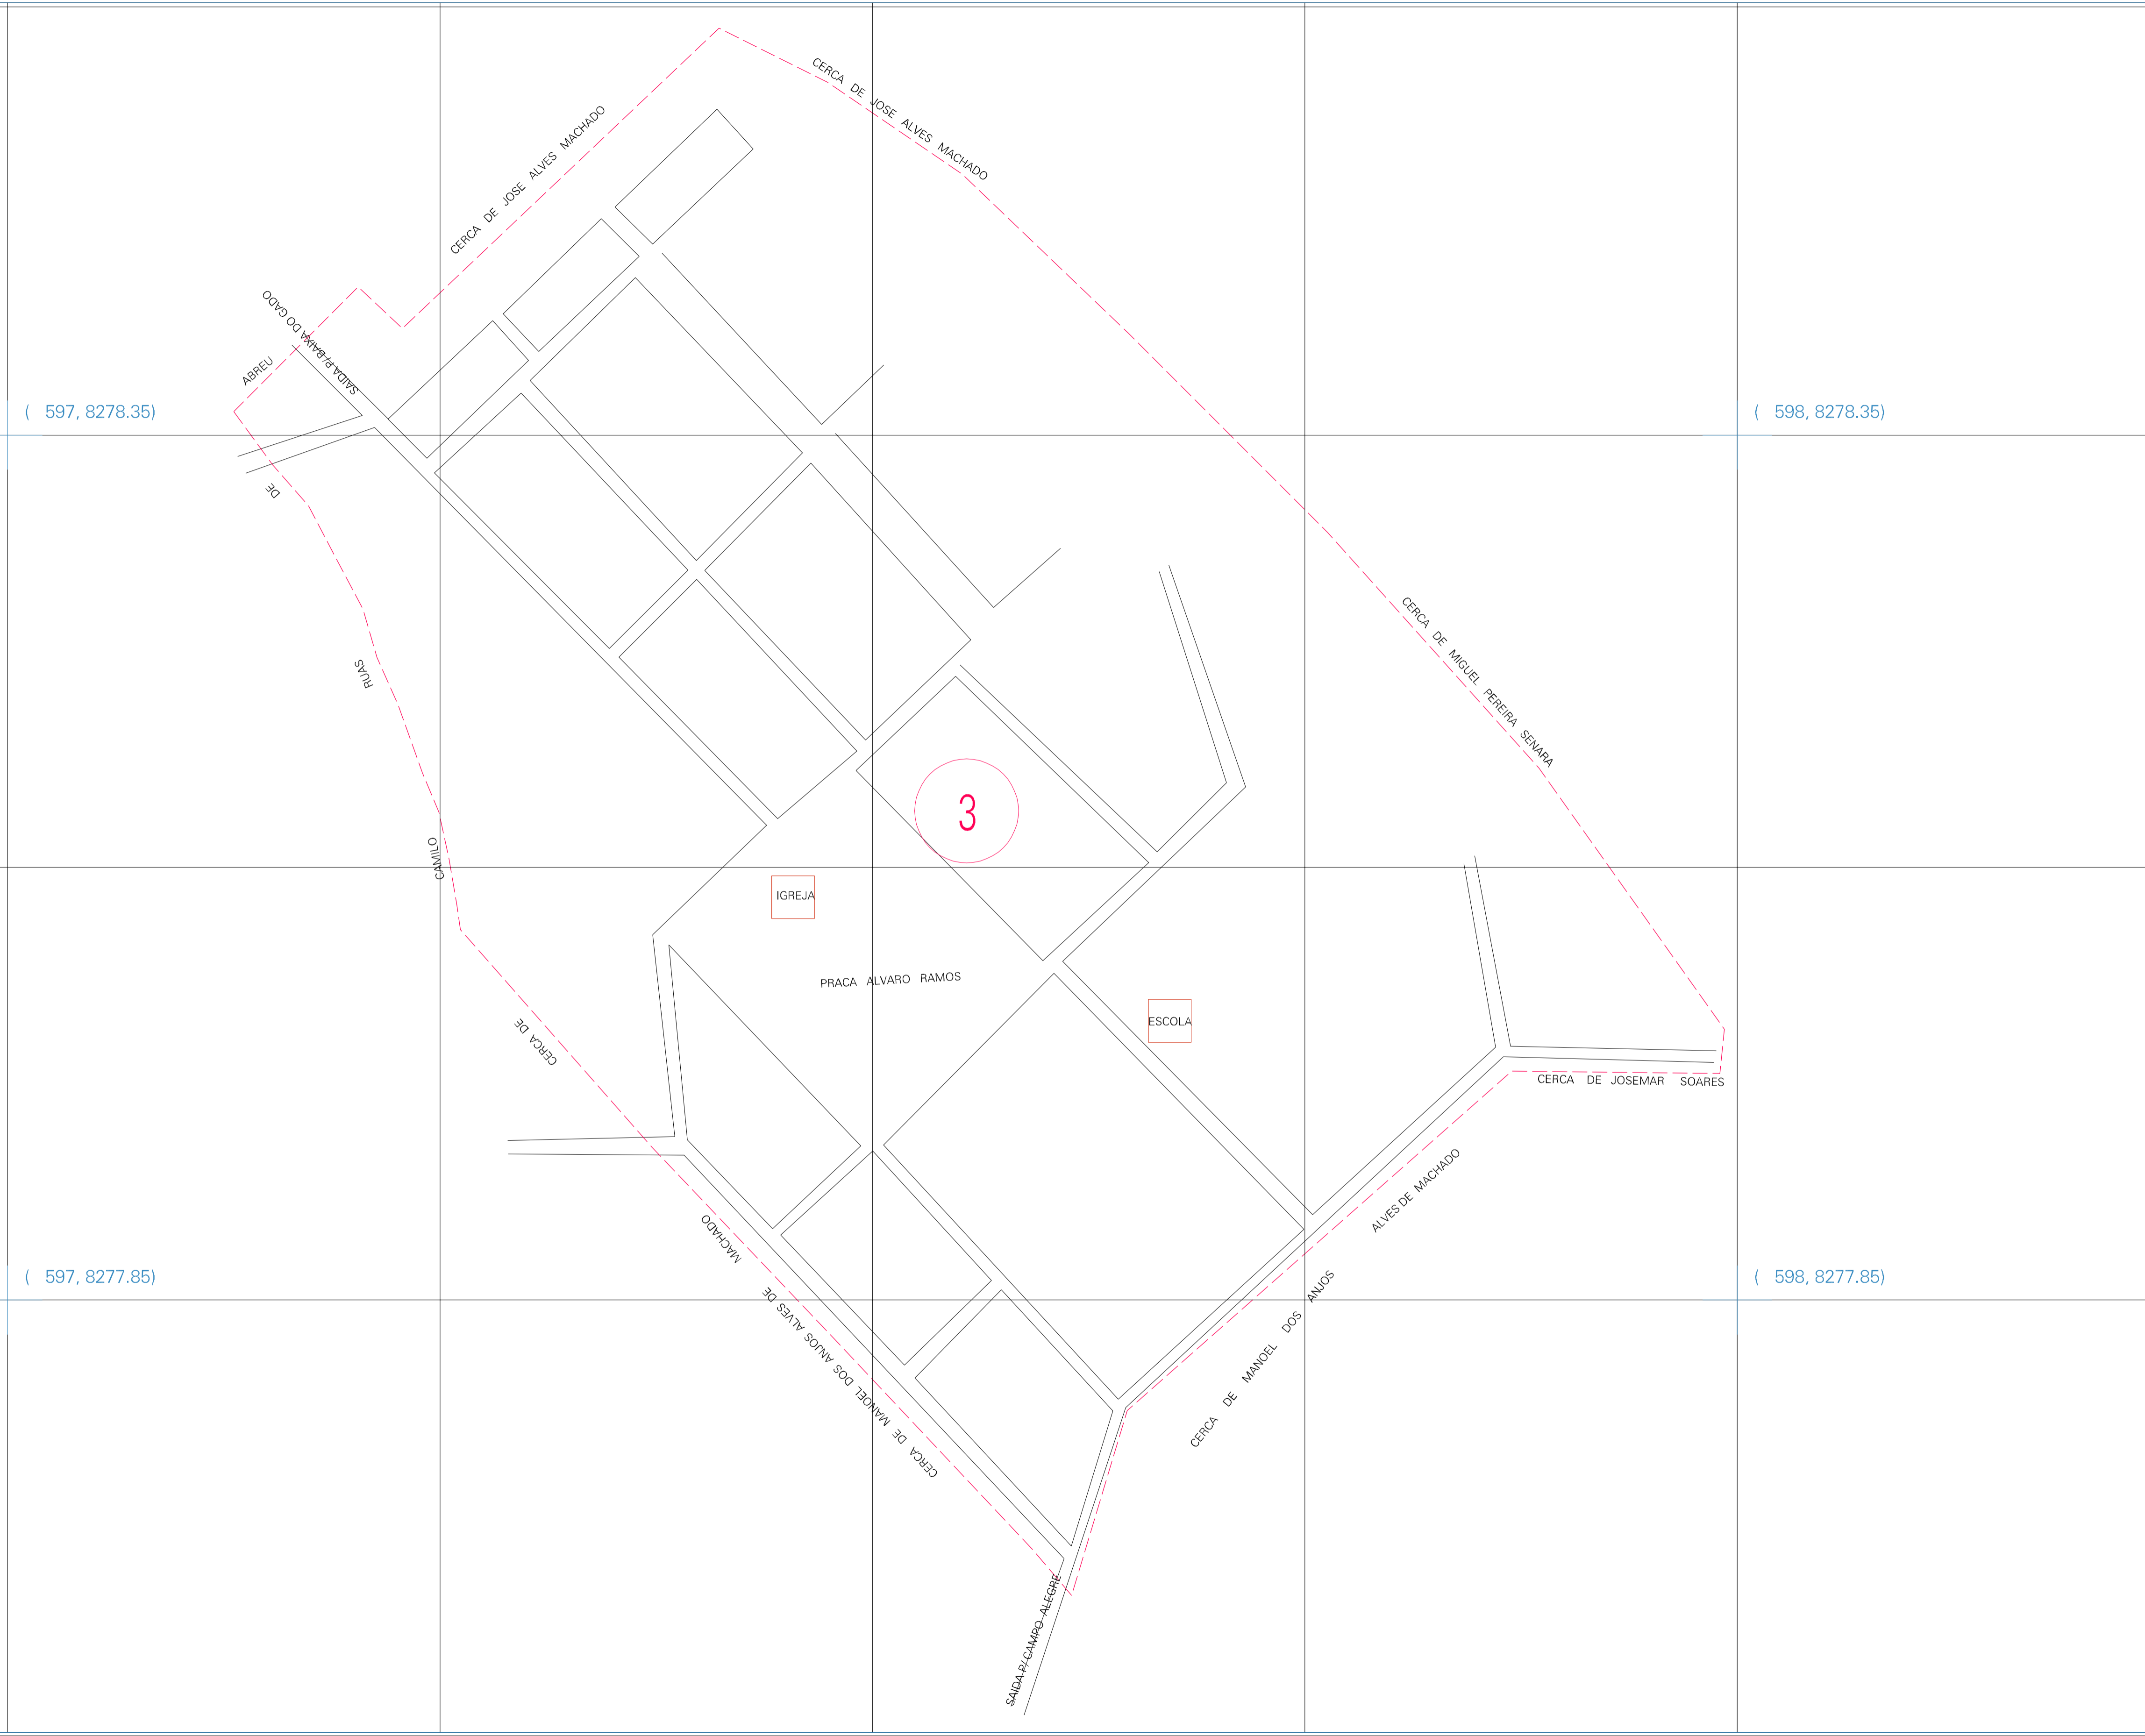 CERCA DE JOSE ALVES MACHADO
CERCA DE JOSE ALVES MACHADO
SAIDA P/BAIXA DO GADO
( 597, 8278.35)
( 598, 8278.35)
CERCA DE MIGUEL PEREIRA SENARA
3
IGREJA
PRACA ALVARO RAMOS
ESCOLA
CERCA DE CAMILO RUAS DE ABREU
CERCA DE JOSEMAR SOARES
CERCA DE MANOEL DOS ANJOS ALVES DE MACHADO
CERCA DE MANOEL DOS ANJOS ALVES DE MACHADO
( 597, 8277.85)
( 598, 8277.85)
SAIDA P/CAMPO ALEGRE